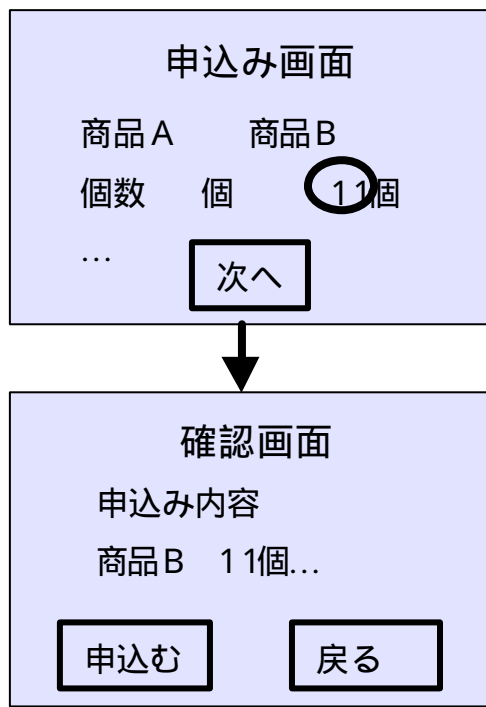 申込み画面
商品A 商品B
個数 個 11個
…
次へ
確認画面
申込み内容
商品B 11個…
申込む 戻る